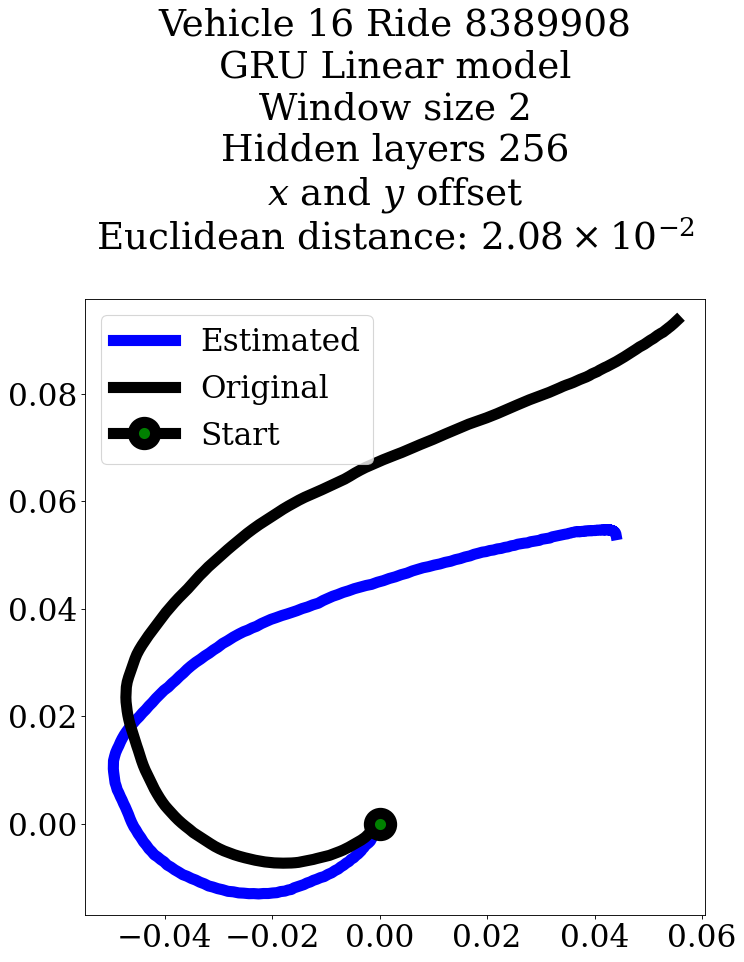 Vehicle 16 Ride 8389908
GRU Linear model
Window size 2
Hidden layers 256
x and y offset
Euclidean distance: 2.08 × 10⁻²
Estimated
Original
Start
0.08
0.06
0.04
0.02
0.00
−0.04 −0.02 0.00 0.02 0.04 0.06